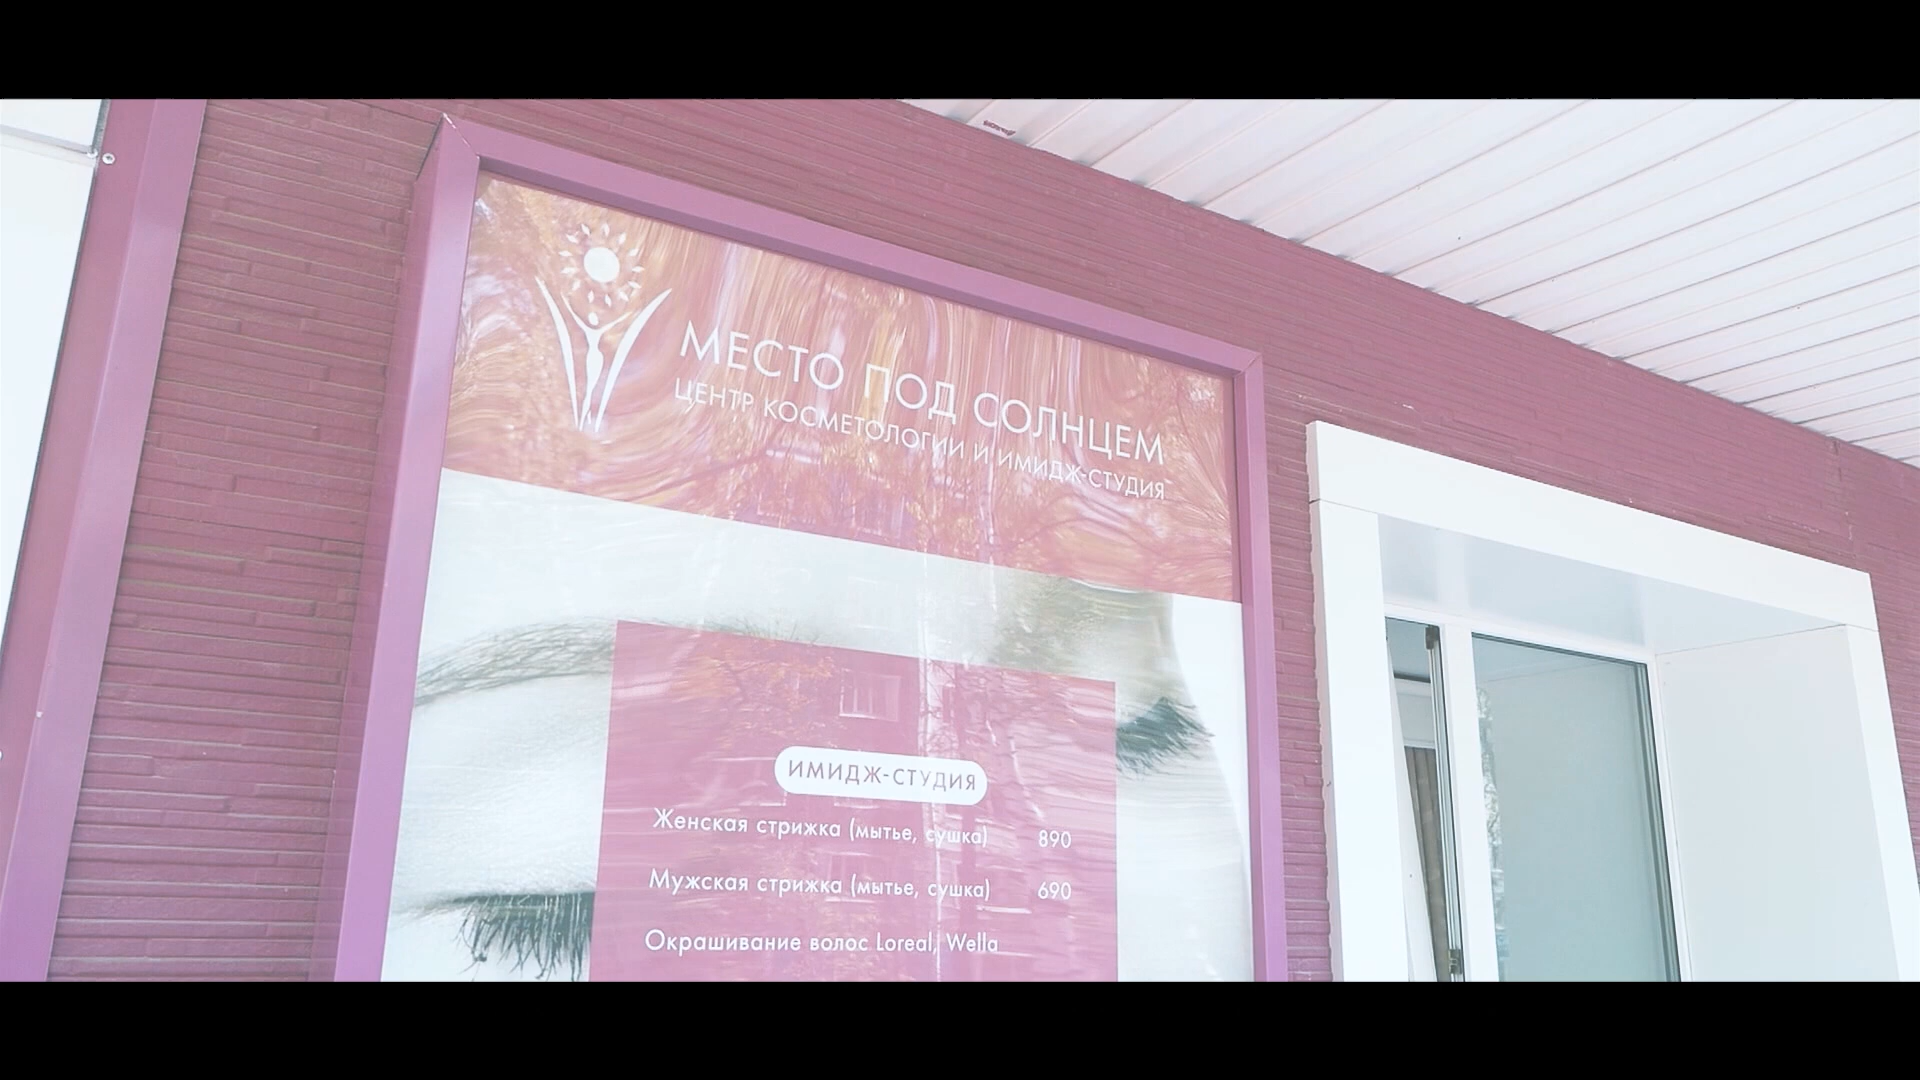 МЕСТО ПОД СОЛНЦЕМ
ЦЕНТР КОСМЕТОЛОГИИ И ИМИДЖ-СТУДИЯ
ИМИДЖ-СТУДИЯ
Женская стрижка (мытье, сушка) 890
Мужская стрижка (мытье, сушка) 690
Окрашивание волос Loreal, Wella